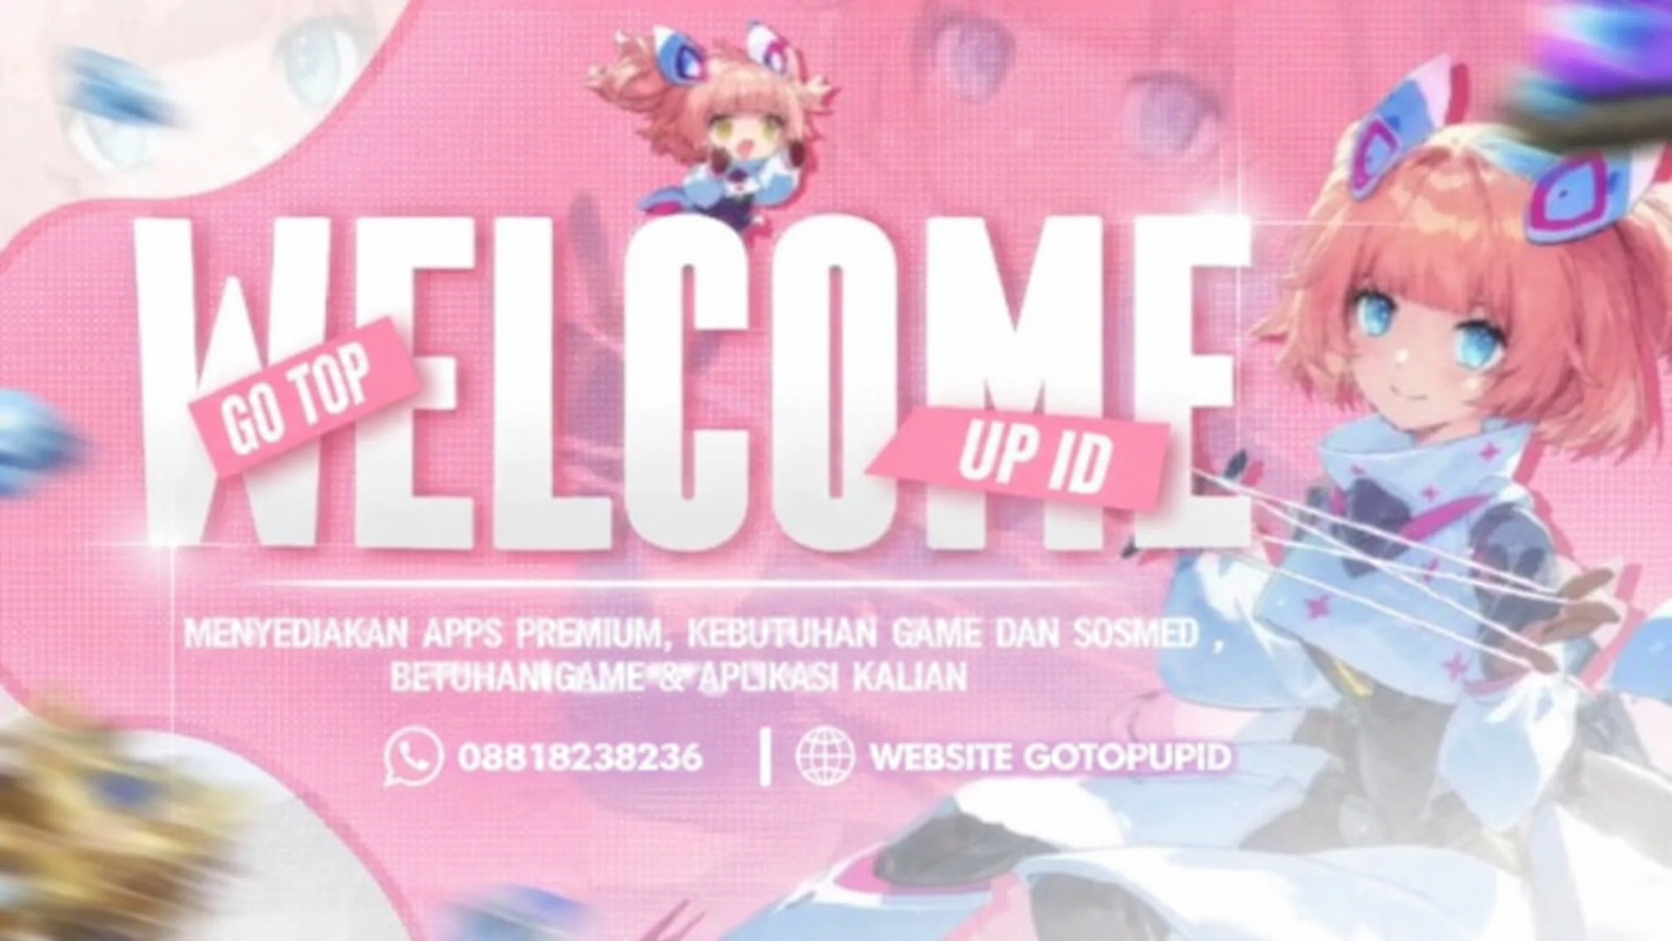 WELCOME
GO TOP
UP ID
MENYEDIAKAN APPS PREMIUM, KEBUTUHAN GAME DAN SOSMED ,
BETUHAN GAME & APLIKASI KALIAN
08818238236 | WEBSITE GOTOPUPID